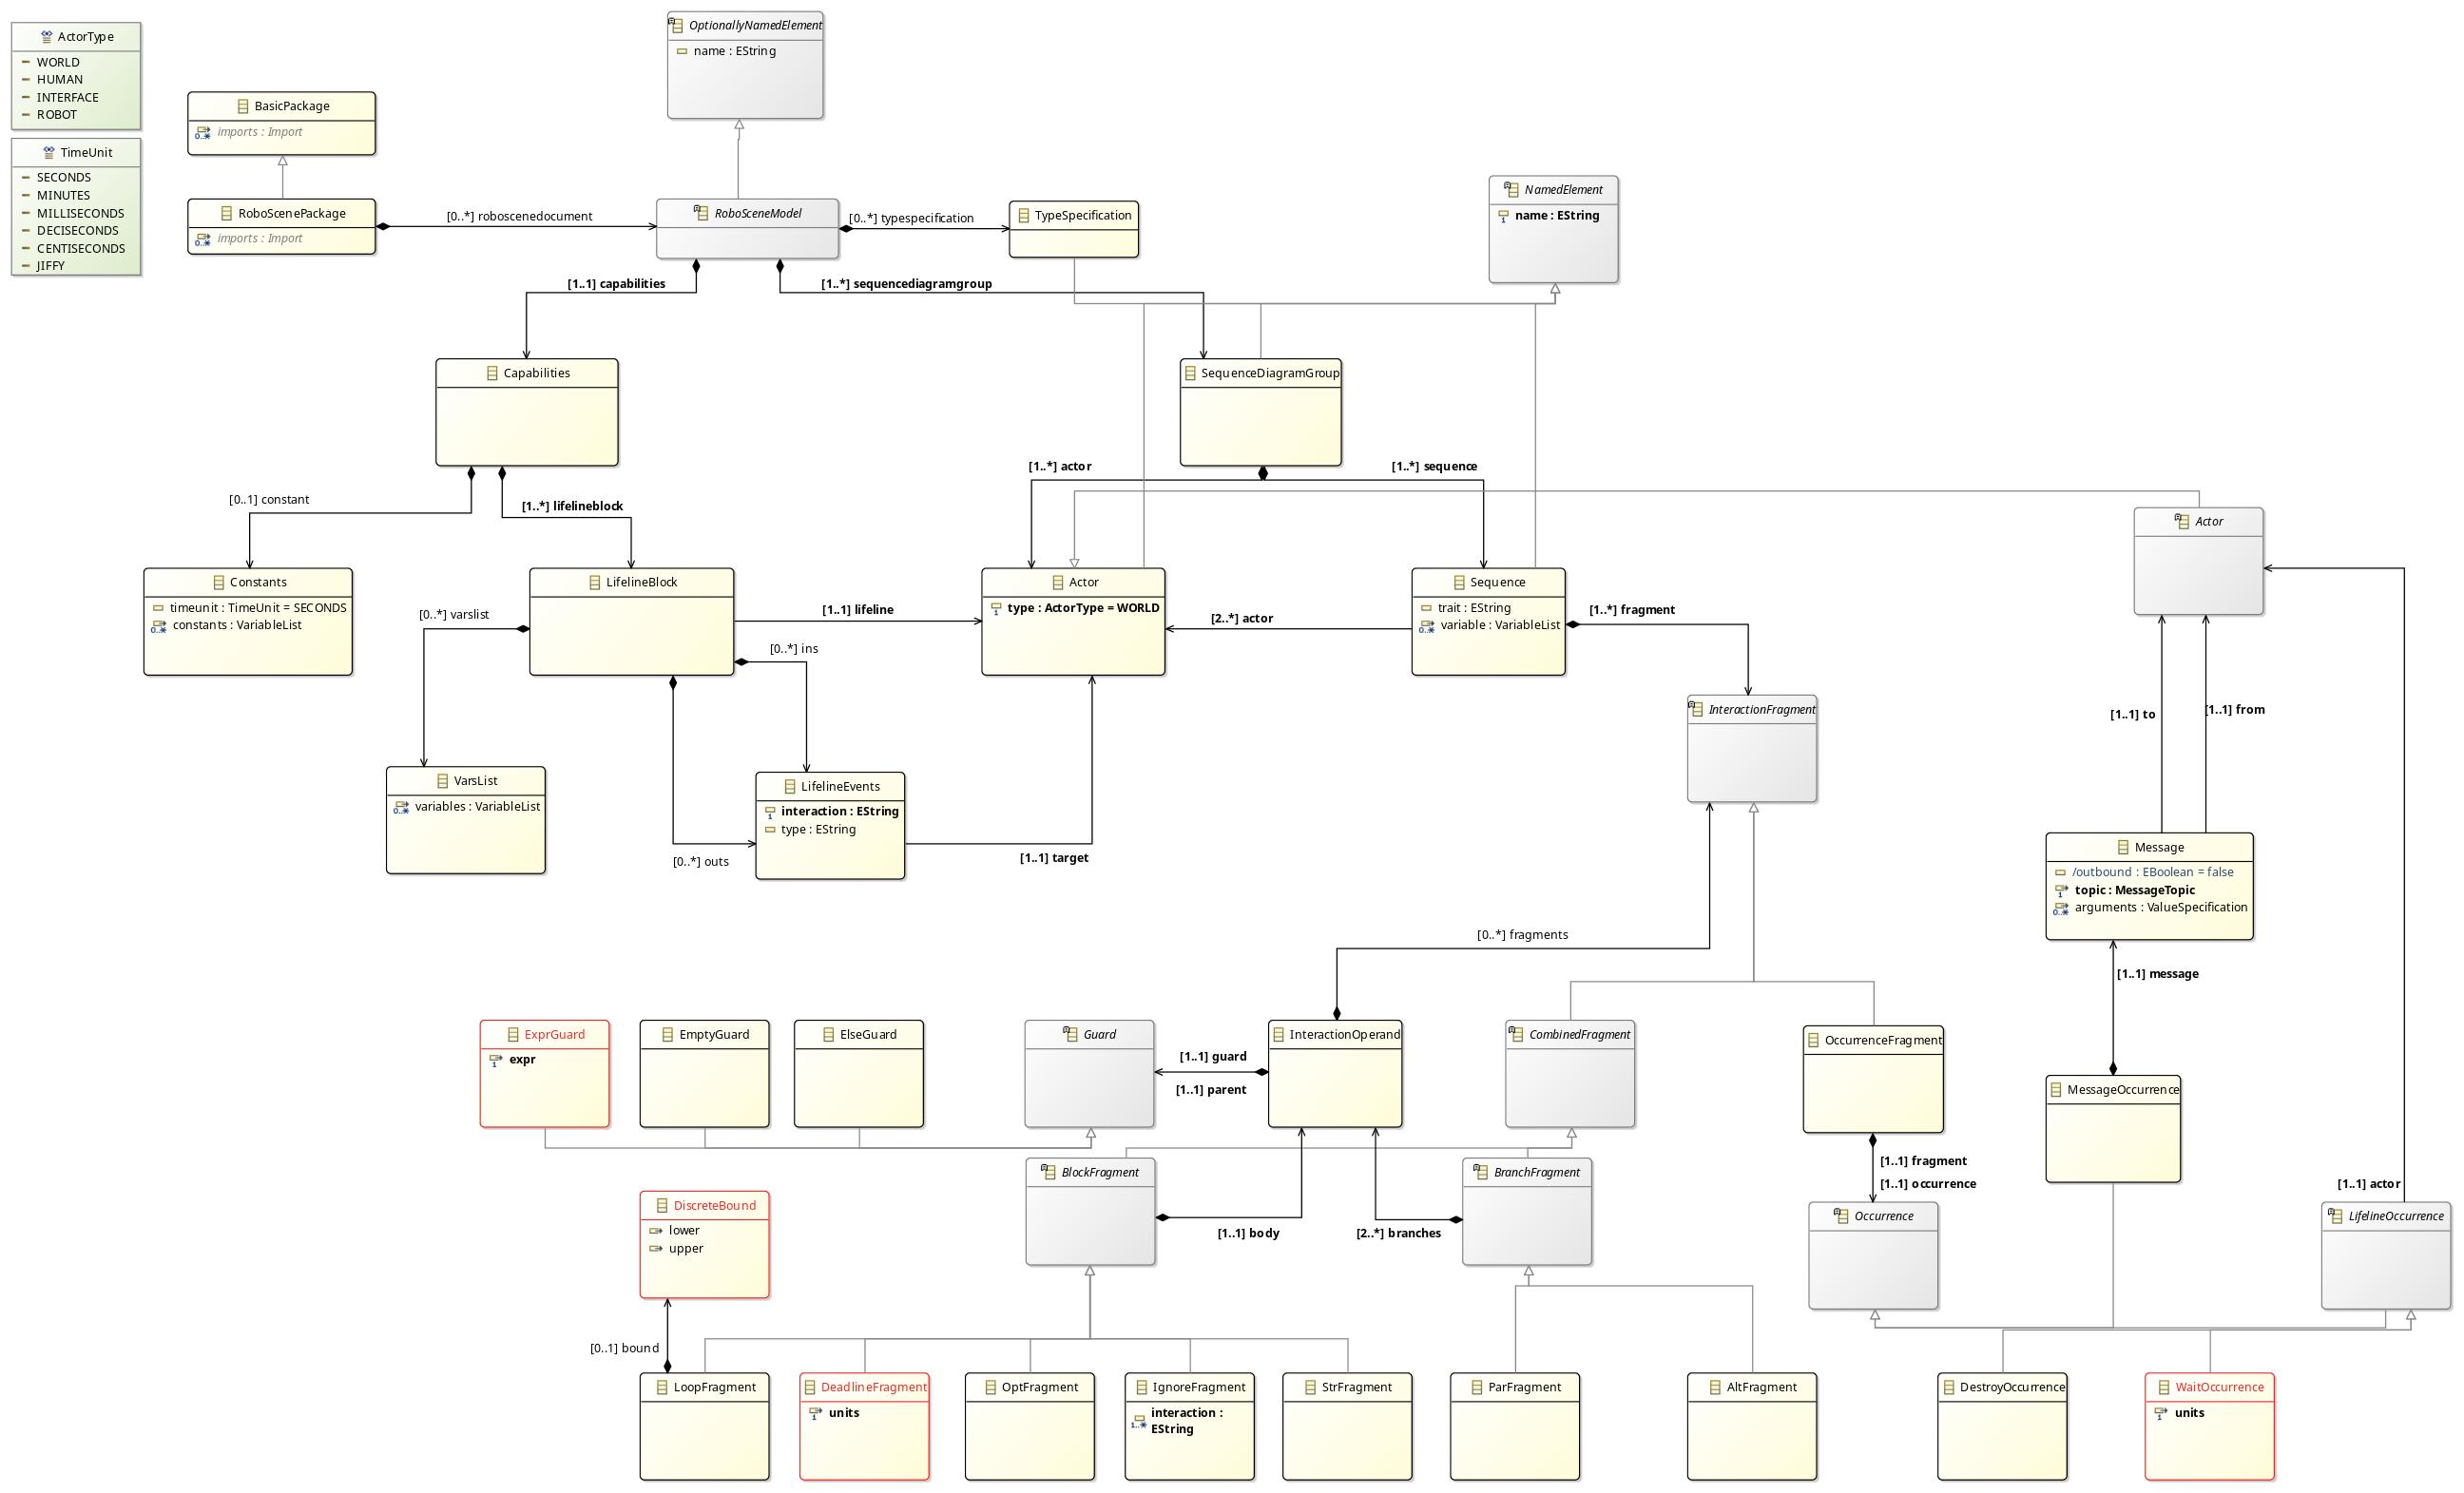 ActorType
WORLD
HUMAN
INTERFACE
ROBOT
TimeUnit
SECONDS
MINUTES
MILLISECONDS
DECISECONDS
CENTISECONDS
JIFFY
BasicPackage
0..* imports : Import
RoboScenePackage
0..* imports : Import
[0..*] roboscenedocument
OptionallyNamedElement
name : EString
RoboSceneModel
[0..*] typespecification
TypeSpecification
NamedElement
1 name : EString
[1..1] capabilities
[1..*] sequencediagramgroup
Capabilities
SequenceDiagramGroup
[0..1] constant
[1..*] lifelineblock
[1..*] actor
[1..*] sequence
Constants
timeunit : TimeUnit = SECONDS
0..* constants : VariableList
LifelineBlock
[0..*] varslist
[1..1] lifeline
[0..*] ins
Actor
1 type : ActorType = WORLD
[2..*] actor
Sequence
trait : EString
0..* variable : VariableList
[1..*] fragment
Actor
InteractionFragment
[1..1] to
[1..1] from
VarsList
0..* variables : VariableList
LifelineEvents
1 interaction : EString
type : EString
[0..*] outs
[1..1] target
Message
/outbound : EBoolean = false
1 topic : MessageTopic
0..* arguments : ValueSpecification
[0..*] fragments
[1..1] message
ExprGuard
1 expr
EmptyGuard
ElseGuard
Guard
[1..1] guard
[1..1] parent
InteractionOperand
CombinedFragment
OccurrenceFragment
MessageOccurrence
[1..1] fragment
[1..1] occurrence
[1..1] actor
BlockFragment
BranchFragment
[1..1] body
[2..*] branches
DiscreteBound
lower
upper
Occurrence
LifelineOccurrence
[0..1] bound
LoopFragment
DeadlineFragment
1 units
OptFragment
IgnoreFragment
1..* interaction :
EString
StrFragment
ParFragment
AltFragment
DestroyOccurrence
WaitOccurrence
1 units